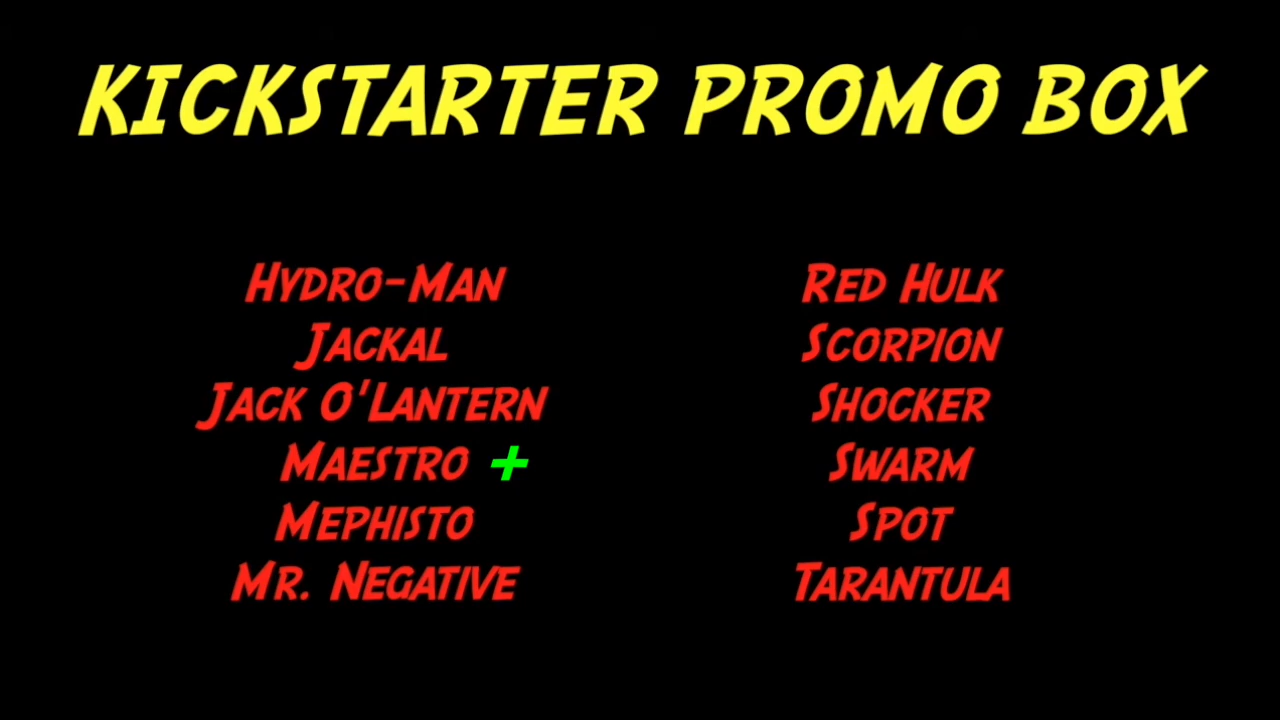 KICKSTARTER PROMO BOX
HYDRO-MAN
JACKAL
JACK O'LANTERN
MAESTRO +
MEPHISTO
MR. NEGATIVE
RED HULK
SCORPION
SHOCKER
SWARM
SPOT
TARANTULA